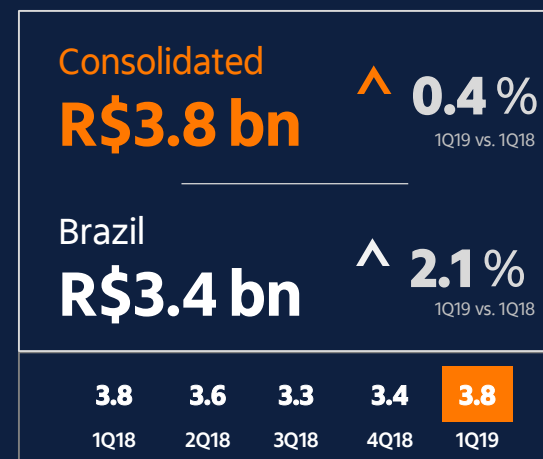 Consolidated
R$3.8 bn
0.4 %
1Q19 vs. 1Q18
Brazil
R$3.4 bn
2.1 %
1Q19 vs. 1Q18
3.8 3.6 3.3 3.4 3.8
1Q18 2Q18 3Q18 4Q18 1Q19